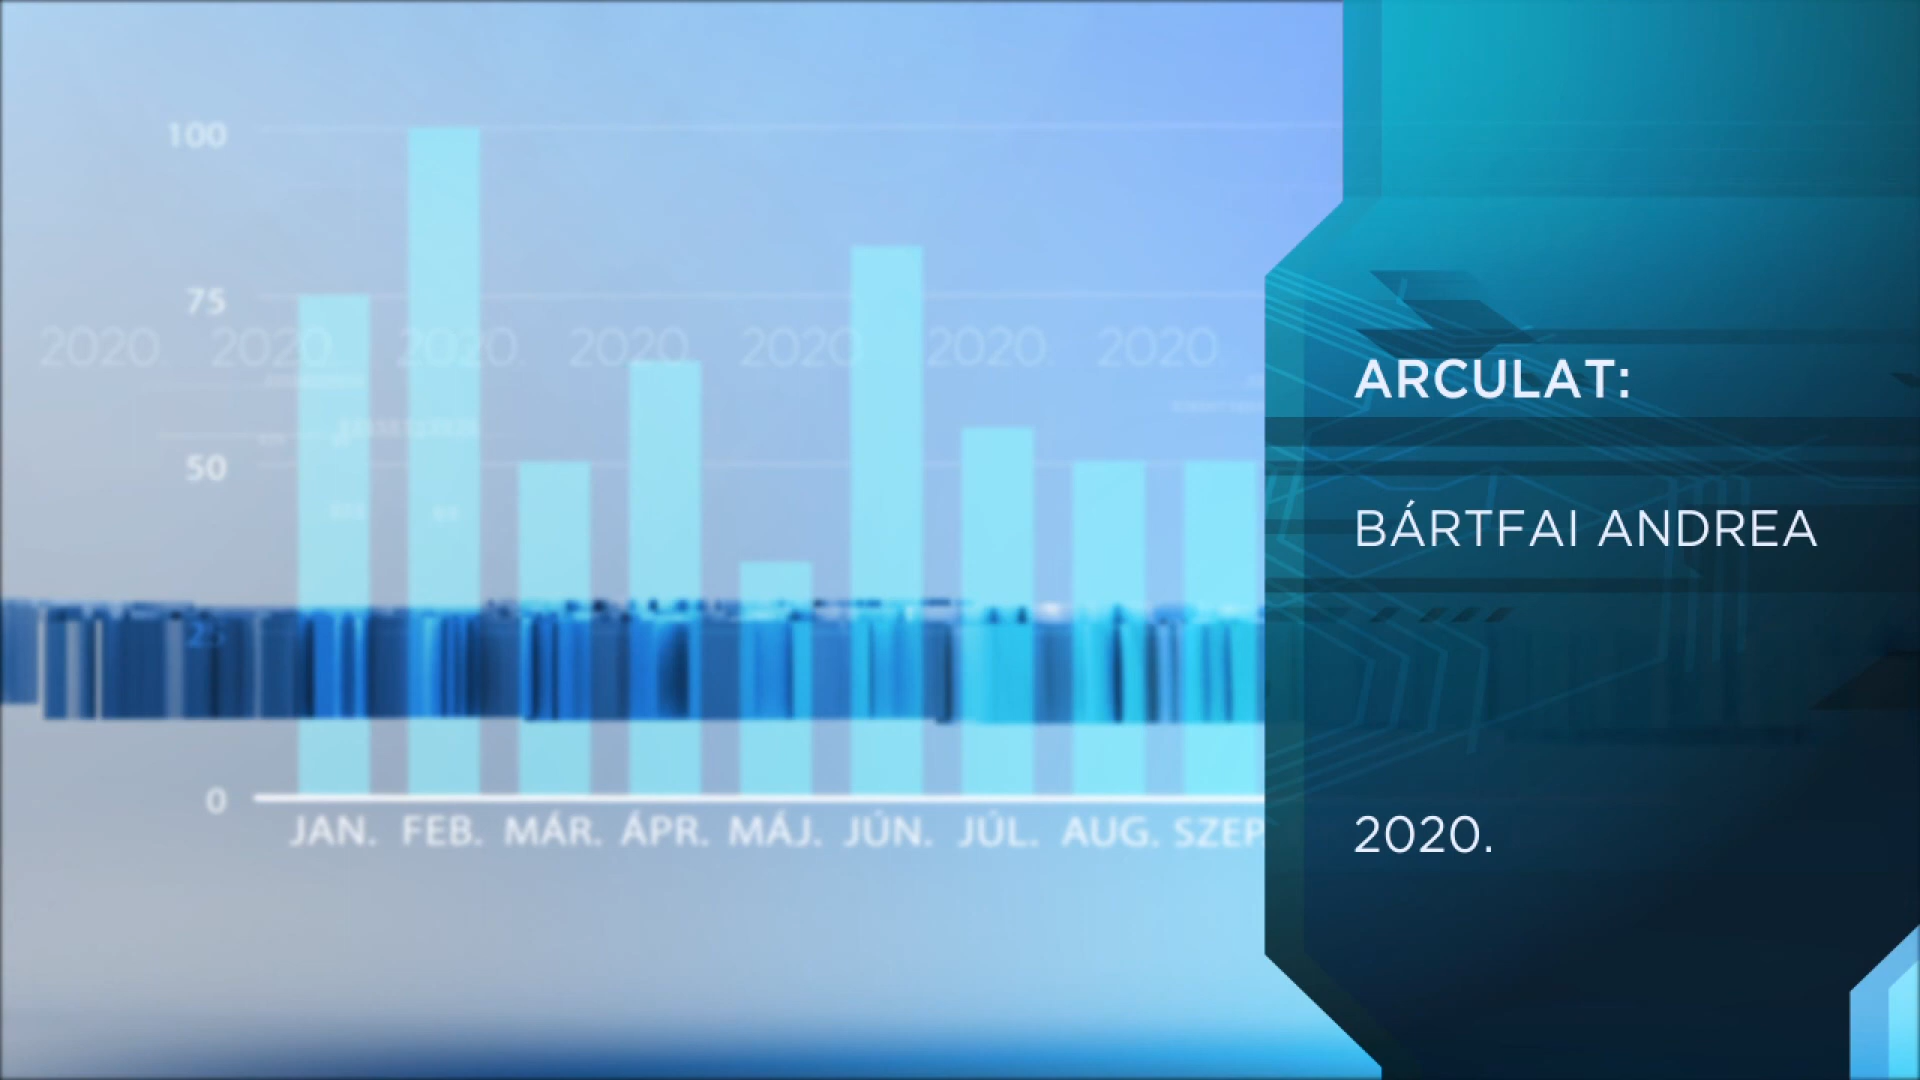 100
75
2020. 2020. 2020. 2020. 2020. 2020. 2020.
50
25
0
JAN. FEB. MÁR. ÁPR. MÁJ. JÚN. JÚL. AUG. SZEP
ARCULAT:
BÁRTFAI ANDREA
2020.